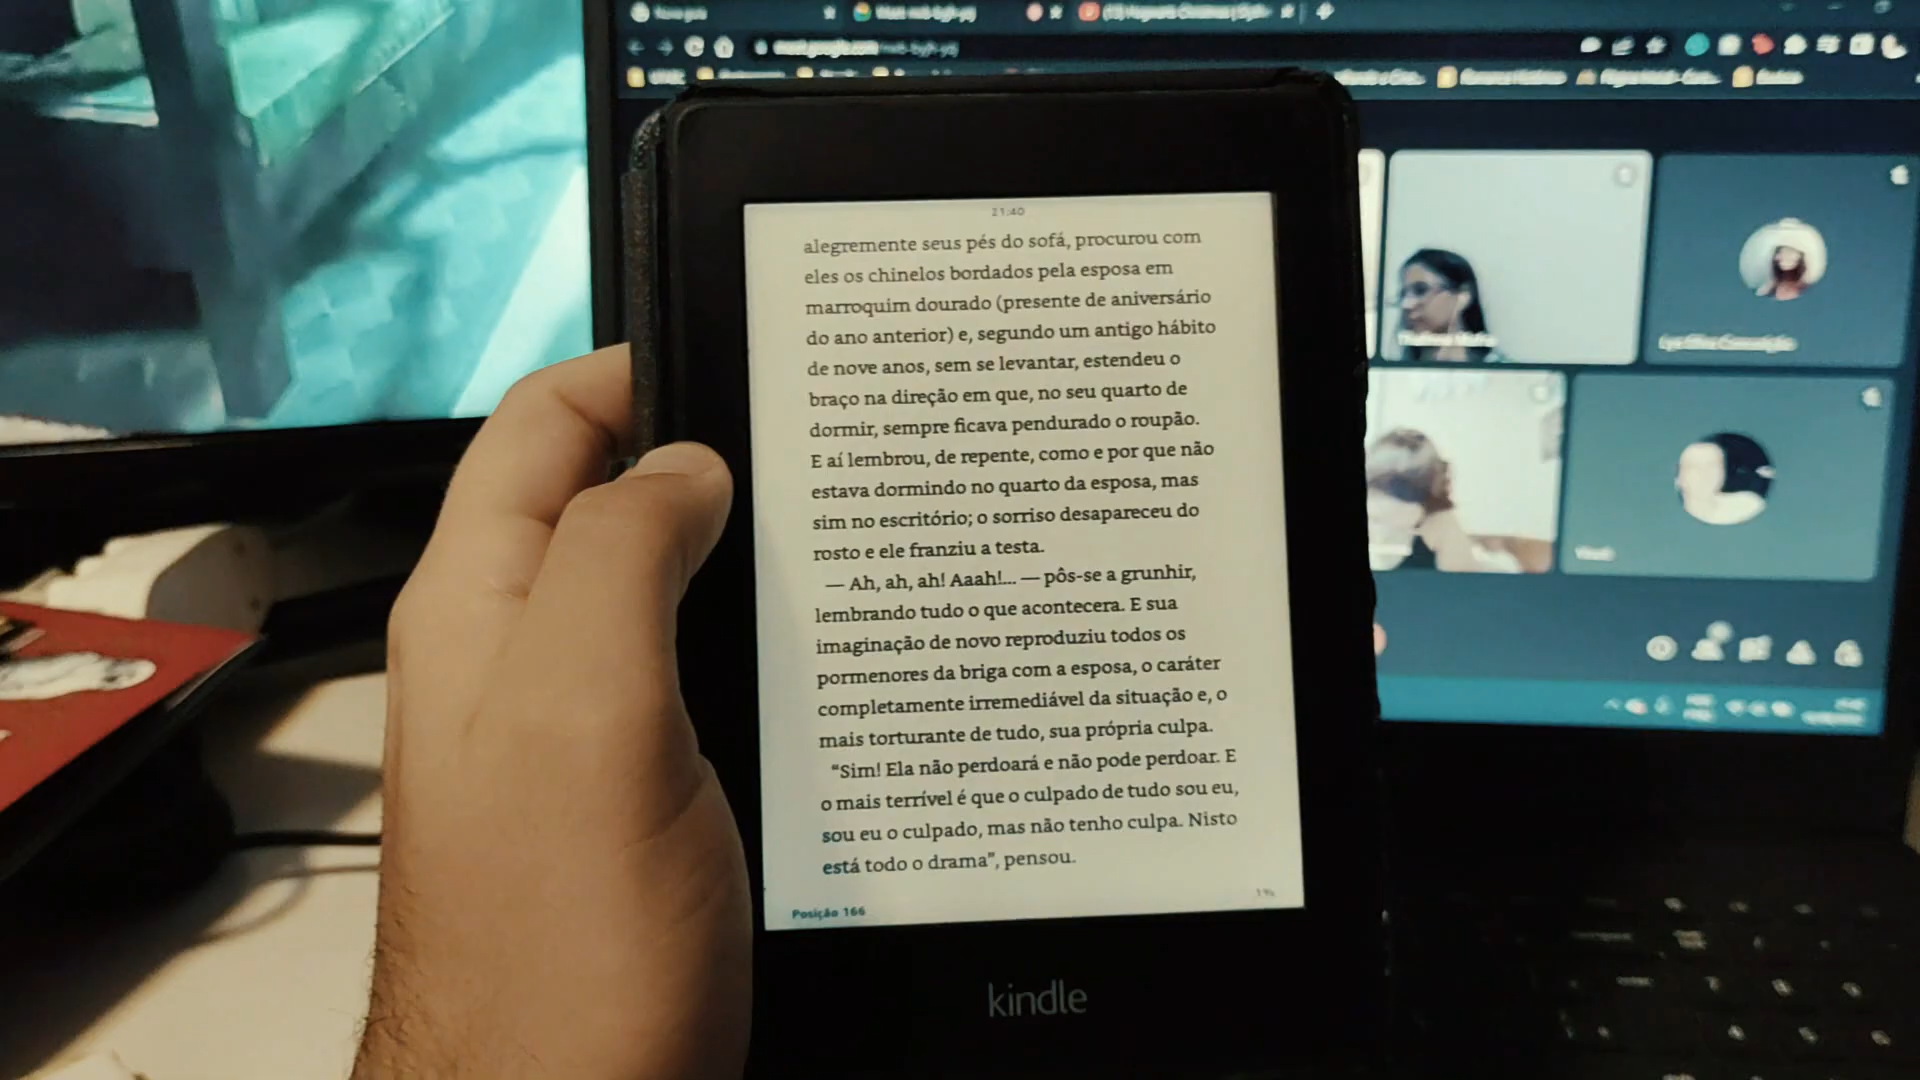 21:40
alegremente seus pés do sofá, procurou com
eles os chinelos bordados pela esposa em
marroquim dourado (presente de aniversário
do ano anterior) e, segundo um antigo hábito
de nove anos, sem se levantar, estendeu o
braço na direção em que, no seu quarto de
dormir, sempre ficava pendurado o roupão.
E aí lembrou, de repente, como e por que não
estava dormindo no quarto da esposa, mas
sim no escritório; o sorriso desapareceu do
rosto e ele franziu a testa.
— Ah, ah, ah! Aaah!... — pôs-se a grunhir,
lembrando tudo o que acontecera. E sua
imaginação de novo reproduziu todos os
pormenores da briga com a esposa, o caráter
completamente irremediável da situação e, o
mais torturante de tudo, sua própria culpa.
“Sim! Ela não perdoará e não pode perdoar. E
o mais terrível é que o culpado de tudo sou eu,
sou eu o culpado, mas não tenho culpa. Nisto
está todo o drama”, pensou.
Posição 166
1%
kindle